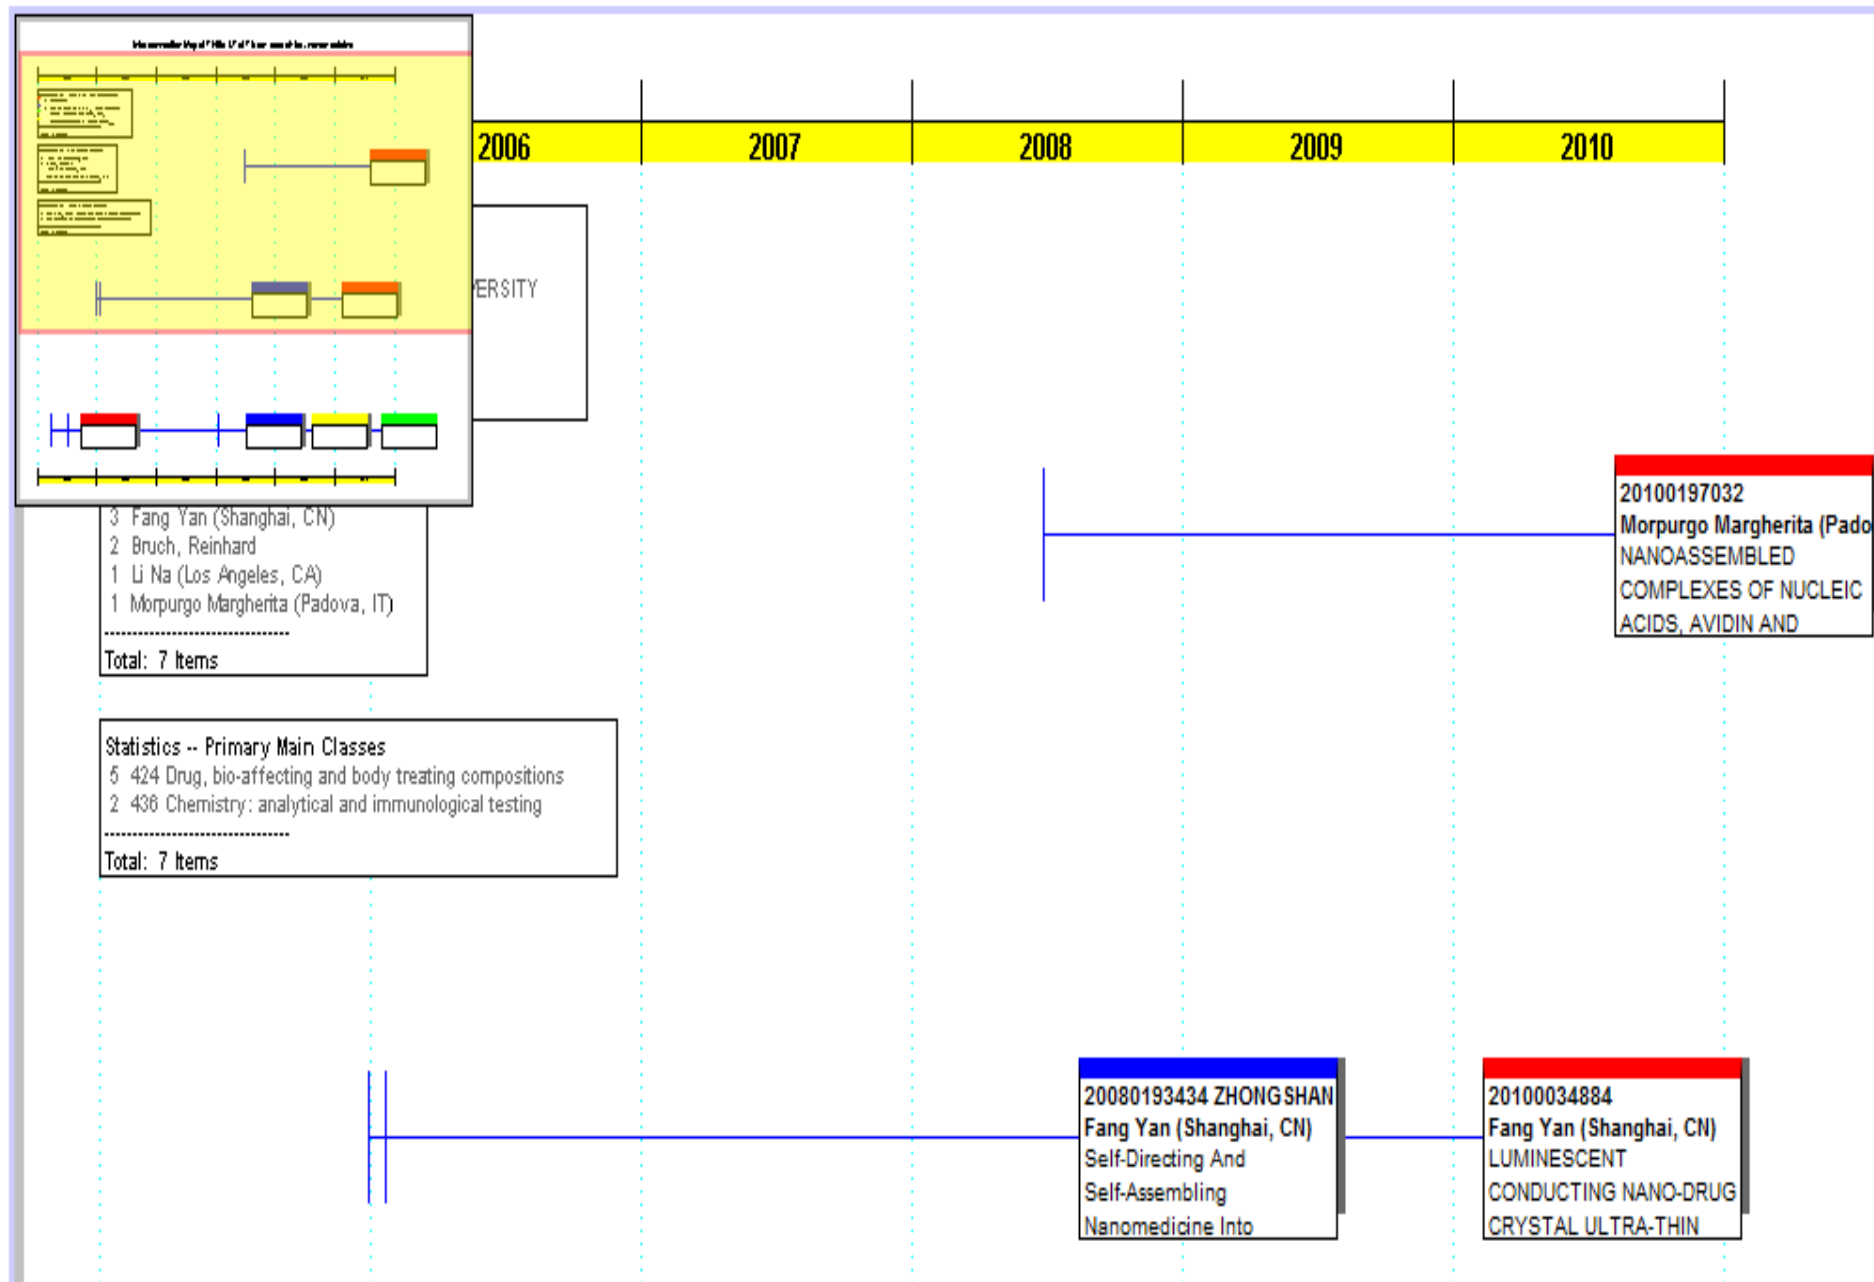 2006 2007 2008 2009 2010
ERSITY
3 Fang Yan (Shanghai, CN)
2 Bruch, Reinhard
1 Li Na (Los Angeles, CA)
1 Morpurgo Margherita (Padova, IT)
--------------------------------
Total: 7 Items
Statistics -- Primary Main Classes
5 424 Drug, bio-affecting and body treating compositions
2 436 Chemistry: analytical and immunological testing
--------------------------------
Total: 7 Items
20100197032
Morpurgo Margherita (Pado
NANOASSEMBLED
COMPLEXES OF NUCLEIC
ACIDS, AVIDIN AND
20080193434 ZHONGSHAN
Fang Yan (Shanghai, CN)
Self-Directing And
Self-Assembling
Nanomedicine Into
20100034884
Fang Yan (Shanghai, CN)
LUMINESCENT
CONDUCTING NANO-DRUG
CRYSTAL ULTRA-THIN